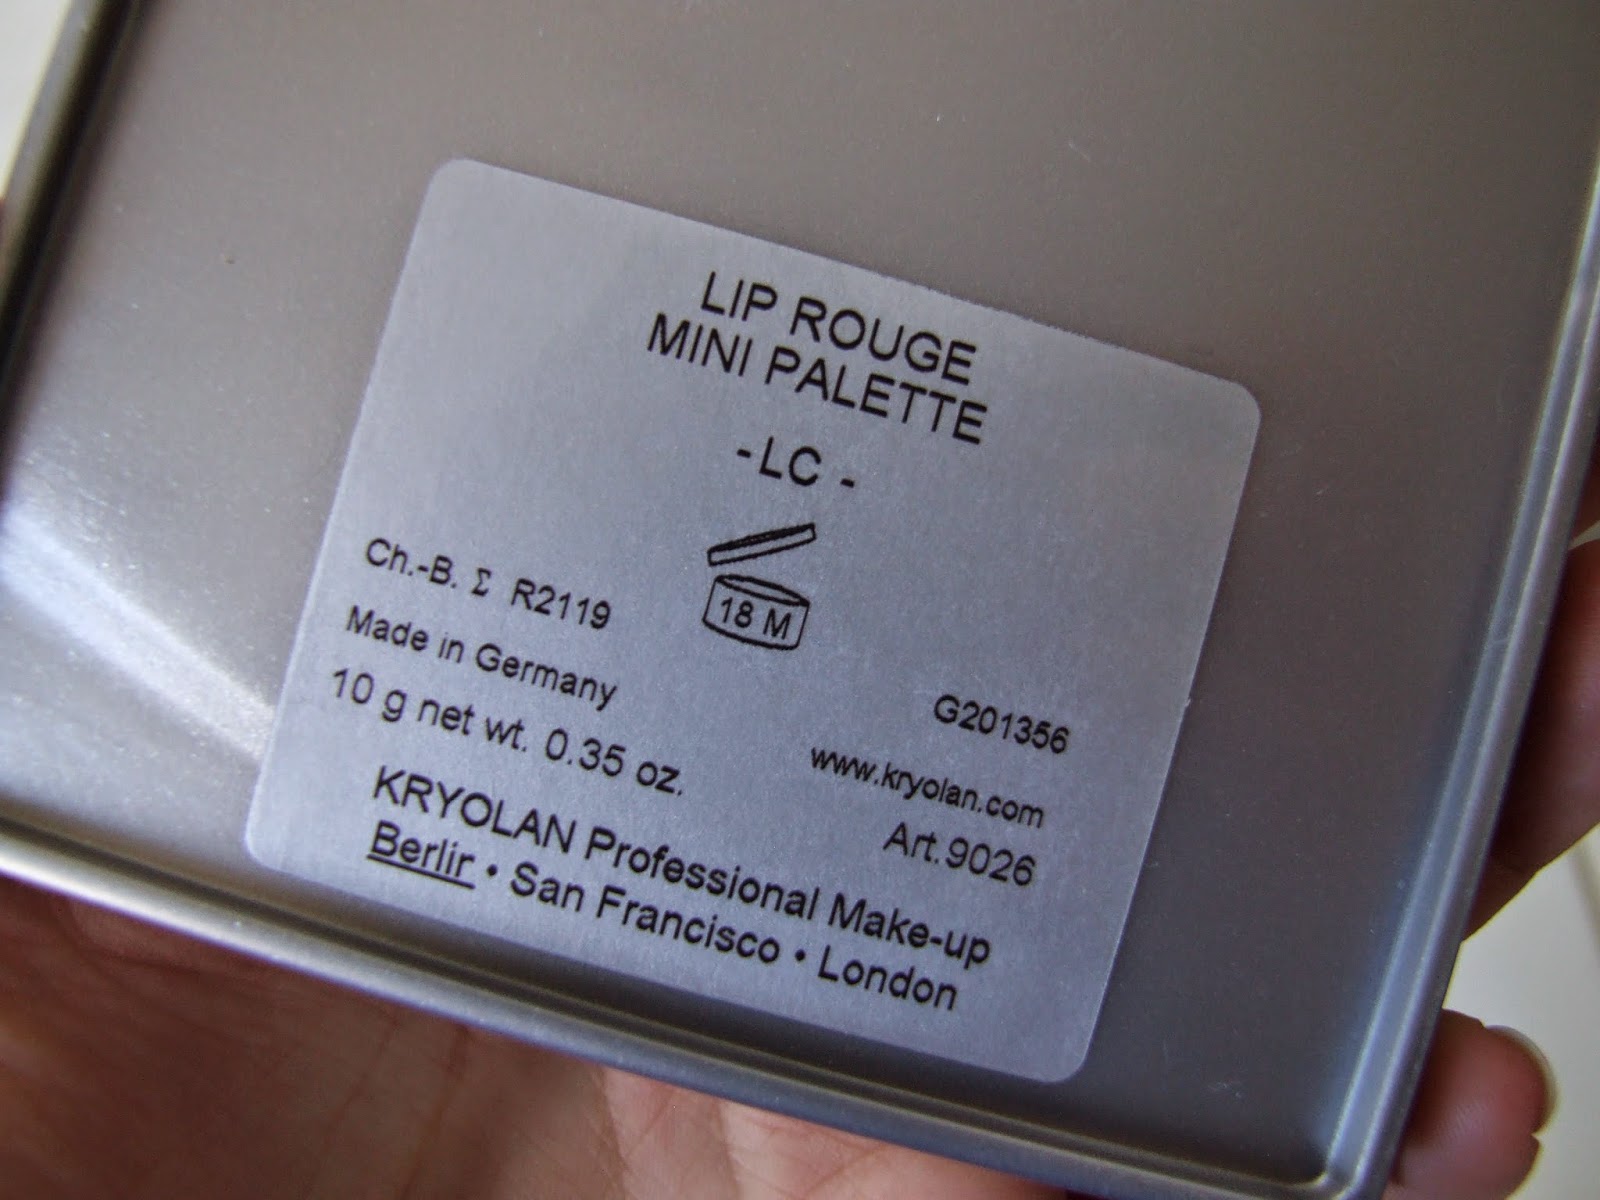 LIP ROUGE
MINI PALETTE
-LC -
18 M
Ch.-B. Σ R2119
Made in Germany
10 g net wt. 0.35 oz.
G201356
www.kryolan.com
Art.9026
KRYOLAN Professional Make-up
Berlir • San Francisco • London